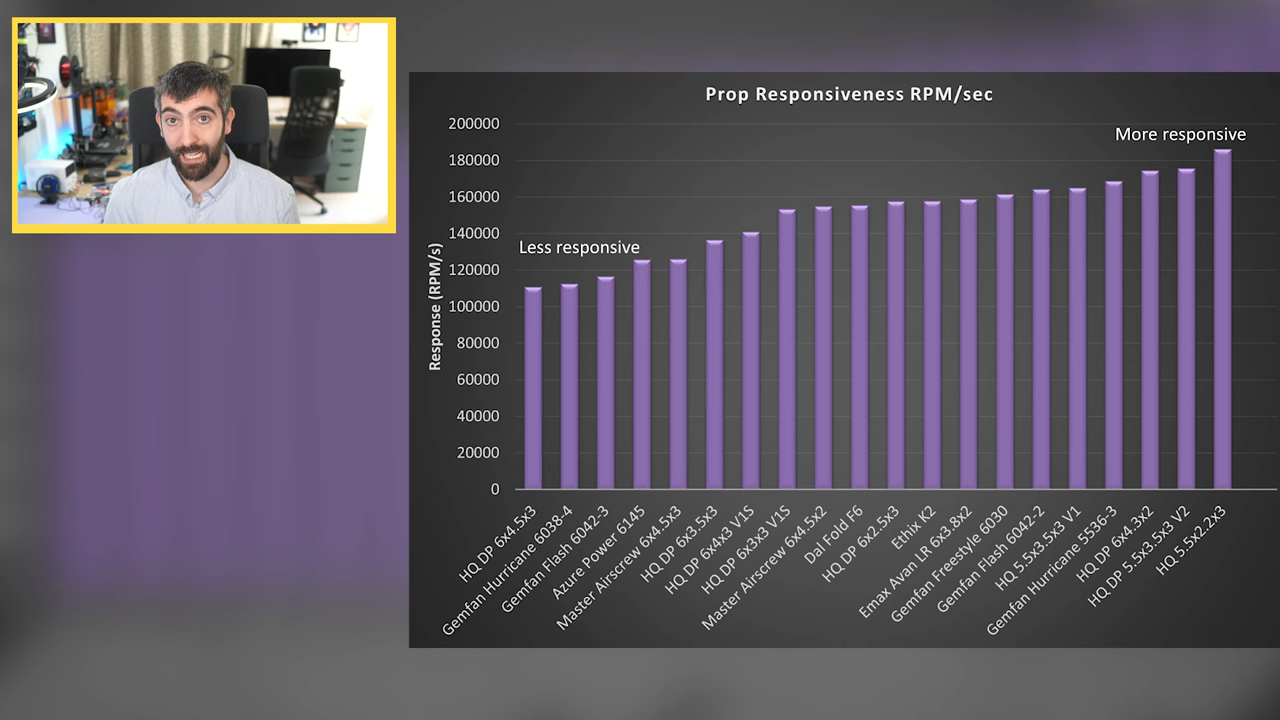 Prop Responsiveness RPM/sec
More responsive
Less responsive
Response (RPM/s)
200000
180000
160000
140000
120000
100000
80000
60000
40000
20000
0
HQ DP 6x4.5x3
Gemfan Hurricane 6038-4
Gemfan Flash 6042-3
Azure Power 6145
Master Airscrew 6x4.5x3
HQ DP 6x3.5x3
HQ DP 6x4x3 V1S
HQ DP 6x3x3 V1S
Master Airscrew 6x4.5x2
Dal Fold F6
HQ DP 6x2.5x3
Ethix K2
Emax Avan LR 6x3.8x2
Gemfan Freestyle 6030
Gemfan Flash 6042-2
HQ 5.5x3.5x3 V1
Gemfan Hurricane 5536-3
HQ DP 6x4.3x2
HQ DP 5.5x3.5x3 V2
HQ 5.5x2.2x3